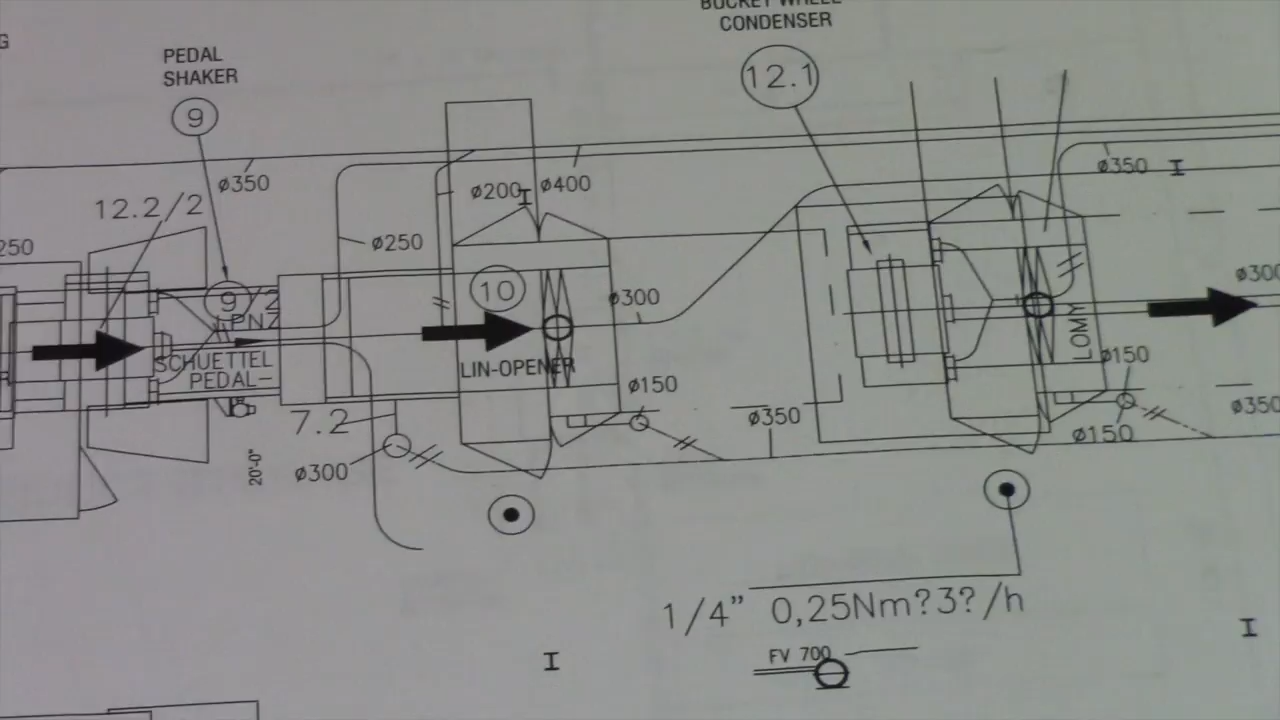 G
BUCKET WHEEL
CONDENSER
12.1
PEDAL
SHAKER
9
ø350
ø200
I
ø400
ø350
I
12.2/2
ø250
250
9
/2
10
ø300
ø300
SCHUETTEL
PEDAL-
LIN-OPENER
LOMY
ø150
ø150
7.2
ø350
ø350
ø150
ø300
20'-0"
1/4" 0,25Nm?3?/h
FV 700
I
I